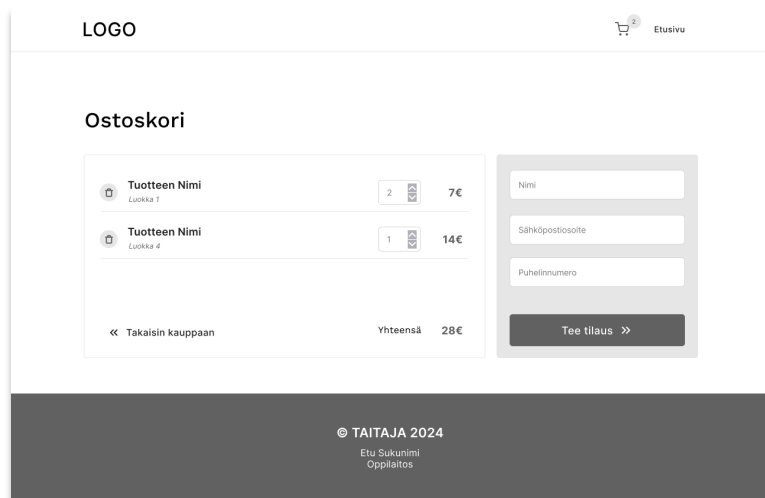 LOGO
2
Etusivu
Ostoskori
Tuotteen Nimi
Luokka 1
2
7€
Tuotteen Nimi
Luokka 4
1
14€
Takaisin kauppaan
Yhteensä
28€
Nimi
Sähköpostiosoite
Puhelinnumero
Tee tilaus
© TAITAJA 2024
Etu Sukunimi
Oppilaitos